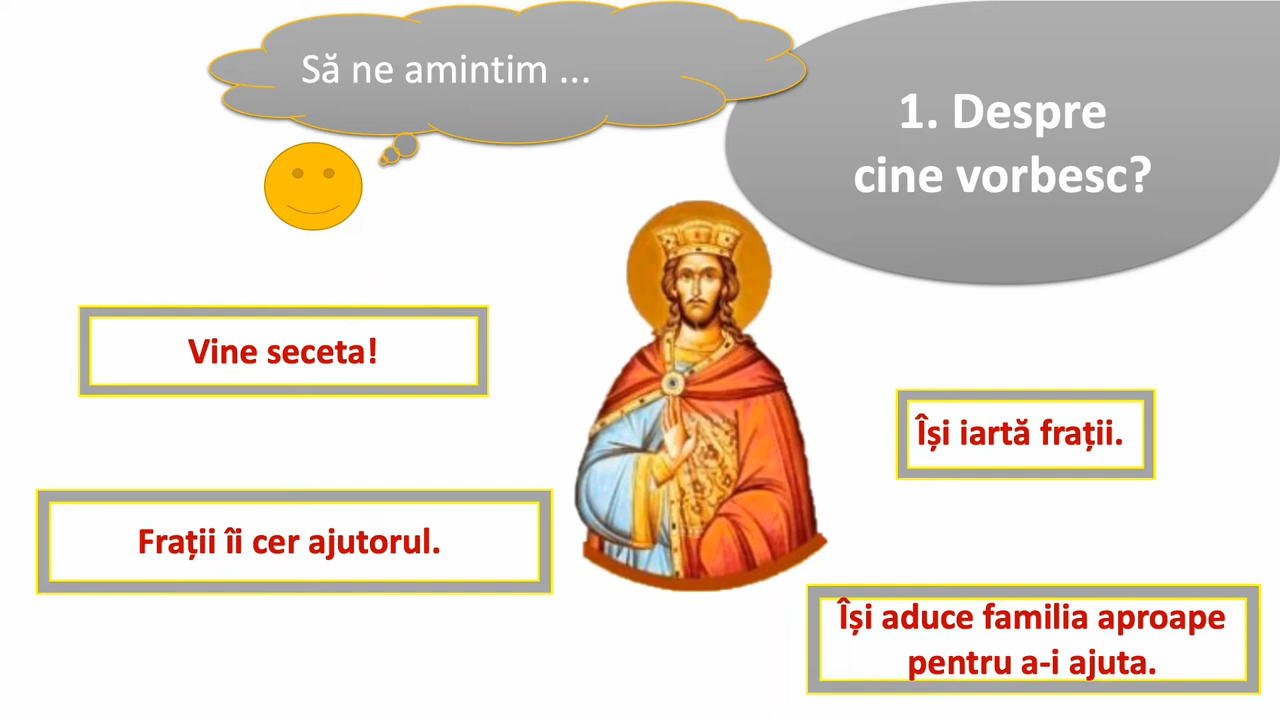 Să ne amintim ...
1. Despre
cine vorbesc?
Vine seceta!
Își iartă frații.
Frații îi cer ajutorul.
Își aduce familia aproape
pentru a-i ajuta.